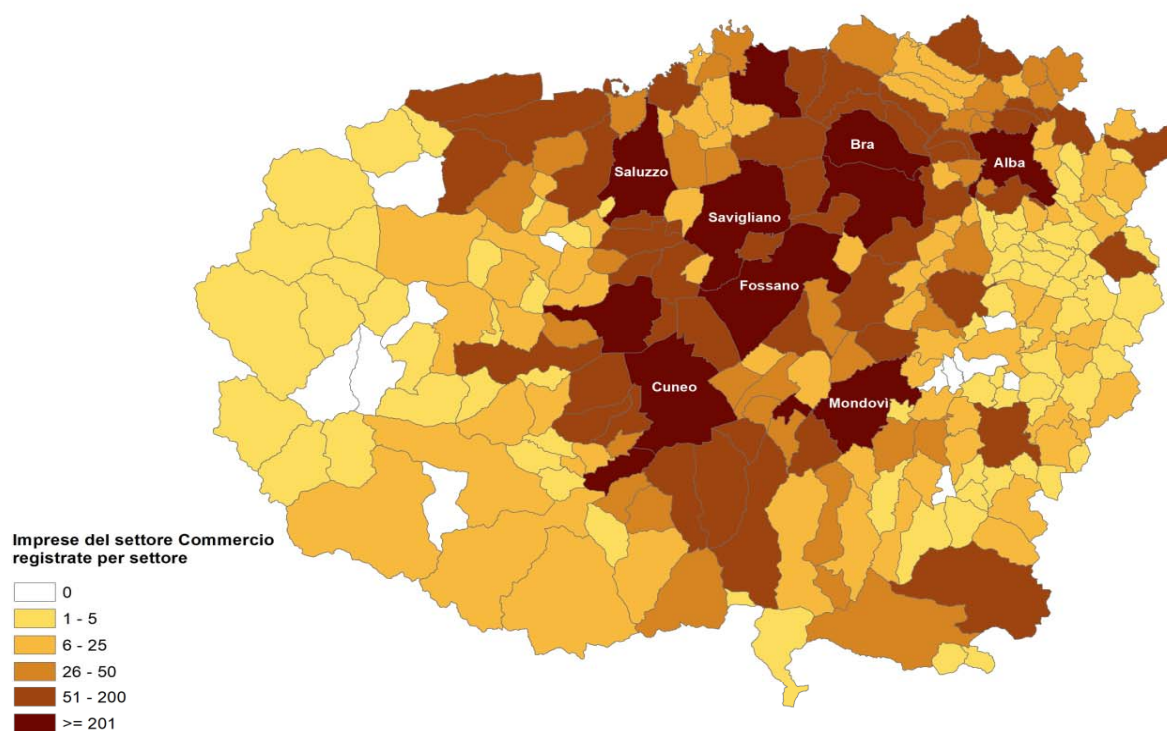 Bra
Alba
Saluzzo
Savigliano
Fossano
Cuneo
Mondovì
Imprese del settore Commercio
registrate per settore
0
1 - 5
6 - 25
26 - 50
51 - 200
>= 201